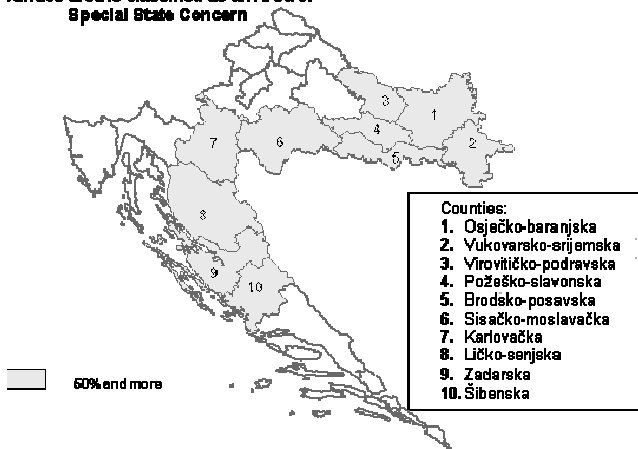 Special State Concern
3
1
4
2
5
7
6
8
9
10
Counties:
1. Osječko-baranjska
2. Vukovarsko-srijemska
3. Virovitičko-podravska
4. Požeško-slavonska
5. Brodsko-posavska
6. Sisačko-moslavačka
7. Karlovačka
8. Ličko-senjska
9. Zadarska
10. Šibenska
50% and more